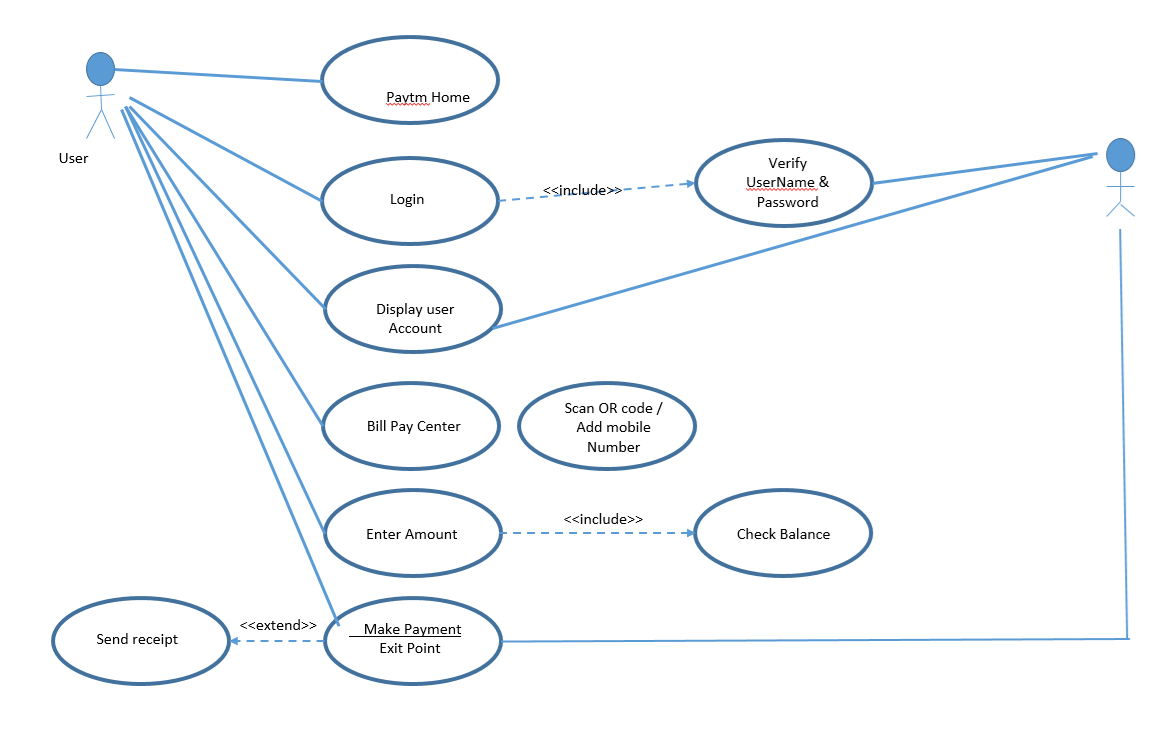 Paytm Home
User
Login
<<include>>
Verify
UserName &
Password
Display user
Account
Bill Pay Center
Scan OR code /
Add mobile
Number
Enter Amount
<<include>>
Check Balance
Send receipt
<<extend>>
Make Payment
Exit Point